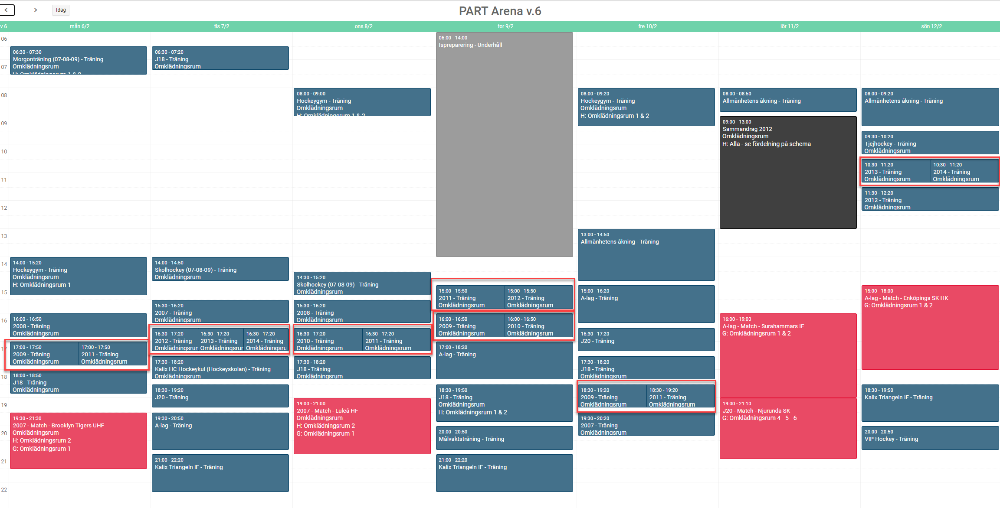 Idag
PART Arena v.6
v 6
mån 6/2
tis 7/2
ons 8/2
tor 9/2
fre 10/2
lör 11/2
sön 12/2
06
07
08
09
10
11
12
13
14
15
16
17
18
19
20
21
22
06:30 - 07:30
Morgonträning (07-08-09) - Träning
Omklädningsrum
H: Omklädningsrum 1 & 2
14:00 - 15:20
Hockeygym - Träning
Omklädningsrum
H: Omklädningsrum 1
16:00 - 16:50
2008 - Träning
Omklädningsrum
17:00 - 17:50
2009 - Träning
Omklädningsrum
17:00 - 17:50
2011 - Träning
Omklädningsrum
18:00 - 18:50
J18 - Träning
Omklädningsrum
19:30 - 21:30
2007 - Match - Brooklyn Tigers UHF
Omklädningsrum
H: Omklädningsrum 2
G: Omklädningsrum 1
06:30 - 07:20
J18 - Träning
Omklädningsrum
14:00 - 14:50
Skolhockey (07-08-09) - Träning
Omklädningsrum
15:30 - 16:20
2007 - Träning
Omklädningsrum
16:30 - 17:20
2012 - Träning
Omklädningsrum
16:30 - 17:20
2013 - Träning
Omklädningsrum
16:30 - 17:20
2014 - Träning
Omklädningsru
17:30 - 18:20
Kalix HC Hockeykul (Hockeyskolan) - Träning
Omklädningsrum
18:30 - 19:20
J20 - Träning
19:30 - 20:50
A-lag - Träning
21:00 - 22:20
Kalix Triangeln IF - Träning
08:00 - 09:00
Hockeygym - Träning
Omklädningsrum
H: Omklädningsrum 1 & 2
14:30 - 15:20
Skolhockey (07-08-09) - Träning
Omklädningsrum
15:30 - 16:20
2008 - Träning
Omklädningsrum
16:30 - 17:20
2010 - Träning
Omklädningsrum
16:30 - 17:20
2011 - Träning
Omklädningsrum
17:30 - 18:20
J18 - Träning
Omklädningsrum
19:00 - 21:00
2007 - Match - Luleå HF
Omklädningsrum
H: Omklädningsrum 2
G: Omklädningsrum 1
06:00 - 14:00
Ispreparering - Underhåll
15:00 - 15:50
2011 - Träning
Omklädningsrum
15:00 - 15:50
2012 - Träning
Omklädningsrum
16:00 - 16:50
2009 - Träning
Omklädningsrum
16:00 - 16:50
2010 - Träning
Omklädningsrum
17:00 - 18:20
A-lag - Träning
18:30 - 19:50
J18 - Träning
Omklädningsrum
H: Omklädningsrum 1 & 2
20:00 - 20:50
Målvaktsträning - Träning
21:00 - 22:20
Kalix Triangeln IF - Träning
08:00 - 09:20
Hockeygym - Träning
Omklädningsrum
H: Omklädningsrum 1 & 2
13:00 - 14:50
Allmänhetens åkning - Träning
15:00 - 16:20
A-lag - Träning
16:30 - 17:20
J20 - Träning
17:30 - 18:20
J18 - Träning
Omklädningsrum
18:30 - 19:20
2009 - Träning
Omklädningsrum
18:30 - 19:20
2011 - Träning
Omklädningsrum
19:30 - 20:20
2007 - Träning
Omklädningsrum
08:00 - 08:50
Allmänhetens åkning - Träning
09:00 - 13:00
Sammandrag 2012
Omklädningsrum
H: Alla - se fördelning på schema
16:00 - 19:00
A-lag - Match - Surahammars IF
G: Omklädningsrum 1 & 2
19:00 - 21:10
J20 - Match - Njurunda SK
G: Omklädningsrum 4 - 5 - 6
08:00 - 09:20
Allmänhetens åkning - Träning
09:30 - 10:20
Tjejhockey - Träning
Omklädningsrum
10:30 - 11:20
2013 - Träning
Omklädningsrum
10:30 - 11:20
2014 - Träning
Omklädningsrum
11:30 - 12:20
2012 - Träning
Omklädningsrum
15:00 - 18:00
A-lag - Match - Enköpings SK HK
G: Omklädningsrum 1 & 2
18:30 - 19:50
Kalix Triangeln IF - Träning
20:00 - 20:50
VIP Hockey - Träning